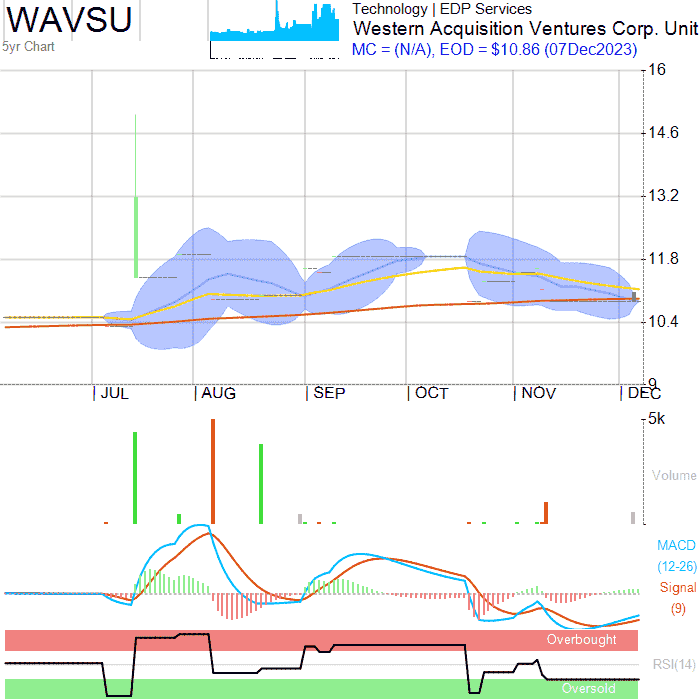 WAVSU
5yr Chart
Technology | EDP Services
Western Acquisition Ventures Corp. Unit
MC = (N/A), EOD = $10.86 (07Dec2023)
16
14.6
13.2
11.8
10.4
9
JUL
AUG
SEP
OCT
NOV
DEC
5k
Volume
MACD
(12-26)
Signal
(9)
Overbought
RSI(14)
Oversold